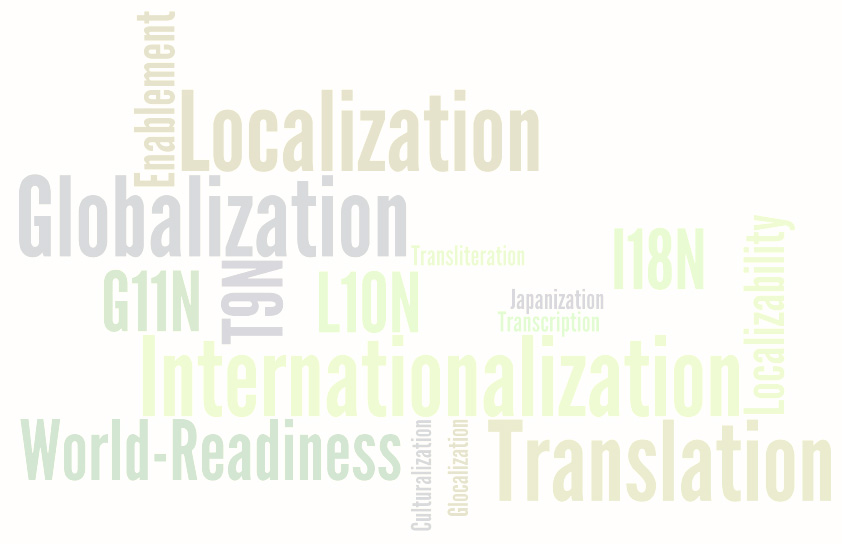 Enablement
Localization
Globalization
Transliteration
I18N
Localizability
G11N
T9N
L10N
Japanization
Transcription
Internationalization
World-Readiness
Culturalization
Glocalization
Translation